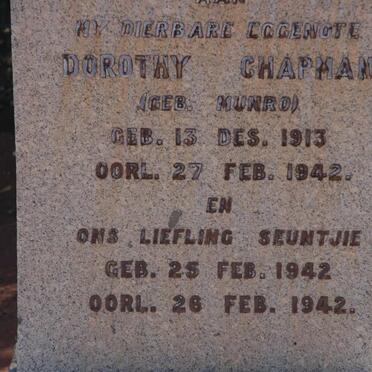 AAN
MY DIERBARE EGGENOTE
DOROTHY CHAPMAN
(GEB. MUNRO)
GEB. 13 DES. 1913
OORL. 27 FEB. 1942.
EN
ONS LIEFLING SEUNTJIE
GEB. 25 FEB. 1942
OORL. 26 FEB. 1942.